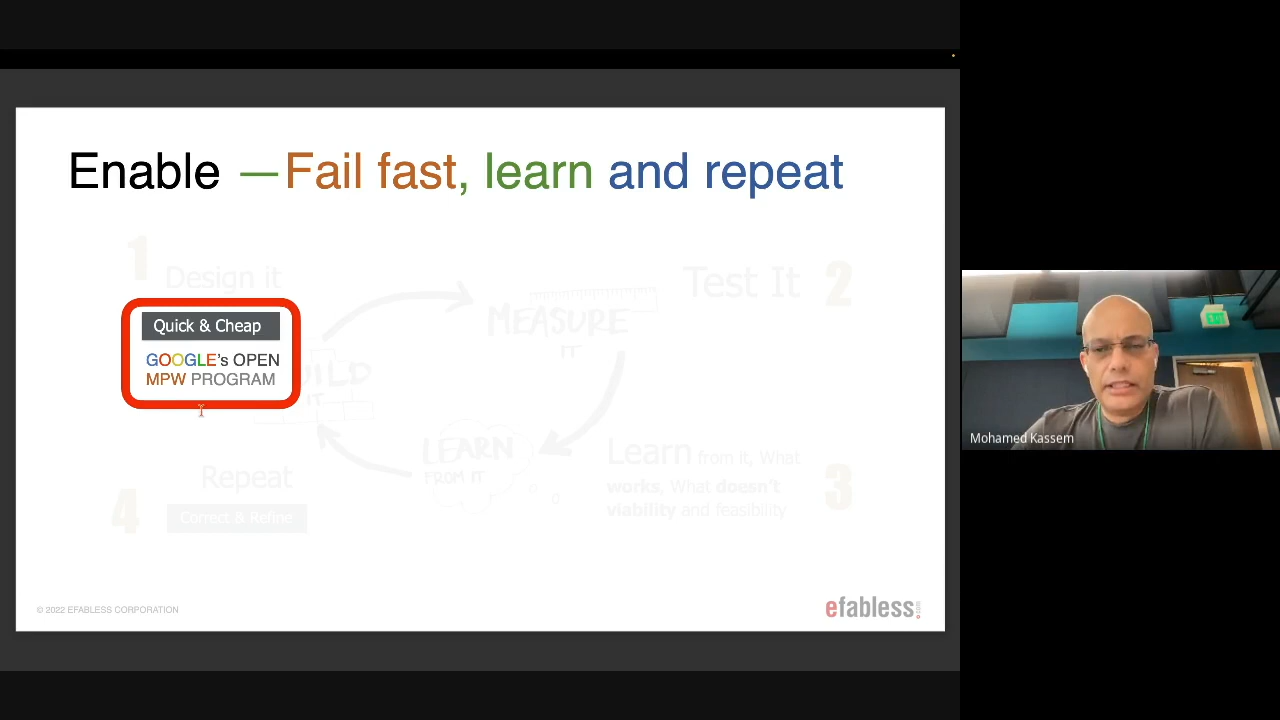 Enable —Fail fast, learn and repeat
1
Design it
Test It
2
Quick & Cheap
GOOGLE's OPEN
MPW PROGRAM
MEASURE
IT
LEARN
FROM IT
Learn from it, What
works, What doesn't
viability and feasibility
3
Repeat
4
Correct & Refine
© 2022 EFABLESS CORPORATION
efabless.com
Mohamed Kassem